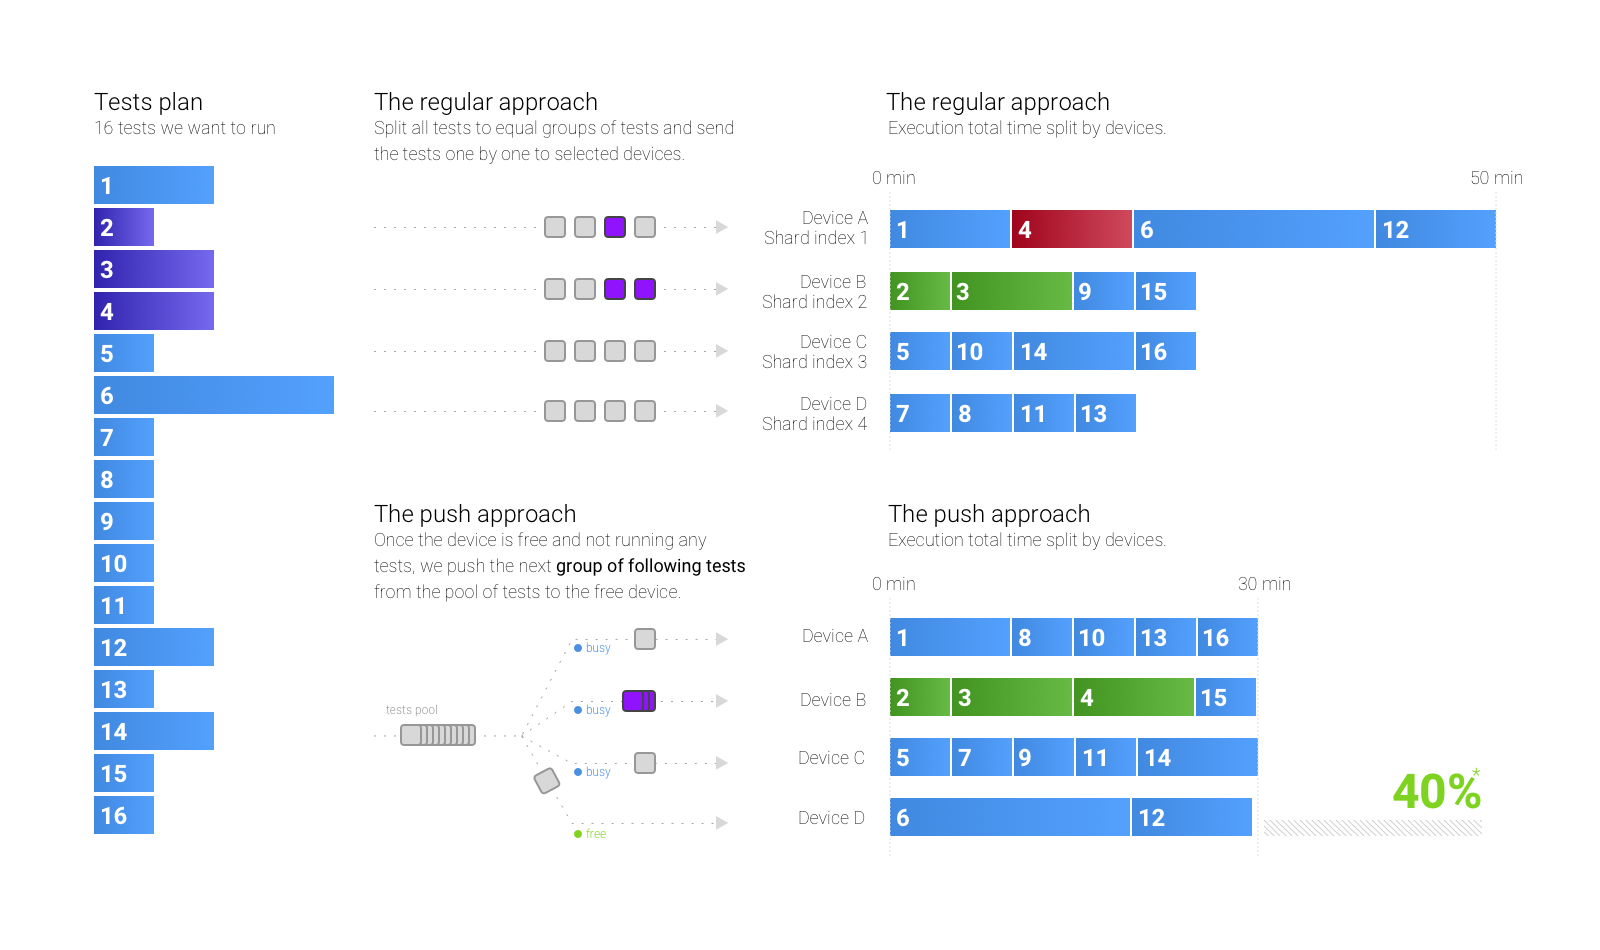 Tests plan
16 tests we want to run
1
2
3
4
5
6
7
8
9
10
11
12
13
14
15
16
The regular approach
Split all tests to equal groups of tests and send
the tests one by one to selected devices.
The regular approach
Execution total time split by devices.
0 min 50 min
Device A
Shard index 1
1 4 6 12
Device B
Shard index 2
2 3 9 15
Device C
Shard index 3
5 10 14 16
Device D
Shard index 4
7 8 11 13
The push approach
Once the device is free and not running any
tests, we push the next group of following tests
from the pool of tests to the free device.
tests pool
busy
busy
busy
free
The push approach
Execution total time split by devices.
0 min 30 min
Device A 1 8 10 13 16
Device B 2 3 4 15
Device C 5 7 9 11 14
Device D 6 12
40%*